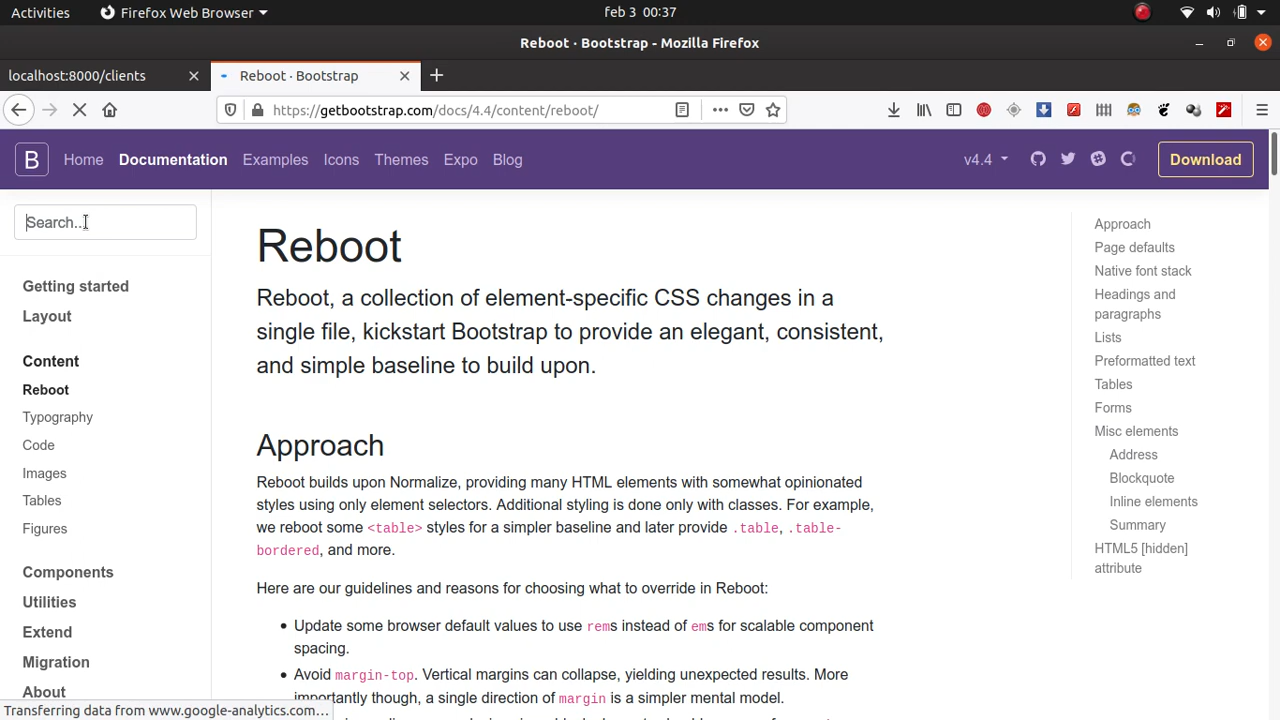 Activities
Firefox Web Browser
feb 3 00:37
Reboot · Bootstrap - Mozilla Firefox
localhost:8000/clients
Reboot · Bootstrap
https://getbootstrap.com/docs/4.4/content/reboot/
B
Home
Documentation
Examples
Icons
Themes
Expo
Blog
v4.4
Download
Search...
Getting started
Layout
Content
Reboot
Typography
Code
Images
Tables
Figures
Components
Utilities
Extend
Migration
About
Reboot
Reboot, a collection of element-specific CSS changes in a
single file, kickstart Bootstrap to provide an elegant, consistent,
and simple baseline to build upon.
Approach
Reboot builds upon Normalize, providing many HTML elements with somewhat opinionated
styles using only element selectors. Additional styling is done only with classes. For example,
we reboot some <table> styles for a simpler baseline and later provide .table, .table-
bordered, and more.
Here are our guidelines and reasons for choosing what to override in Reboot:
Update some browser default values to use rems instead of ems for scalable component
spacing.
Avoid margin-top. Vertical margins can collapse, yielding unexpected results. More
importantly though, a single direction of margin is a simpler mental model.
Approach
Page defaults
Native font stack
Headings and
paragraphs
Lists
Preformatted text
Tables
Forms
Misc elements
Address
Blockquote
Inline elements
Summary
HTML5 [hidden]
attribute
Transferring data from www.google-analytics.com…